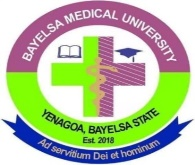 BAYELSA MEDICAL UNIVERSITY
YENAGOA, BAYELSA STATE
Est. 2018
Ad servitium Dei et hominum